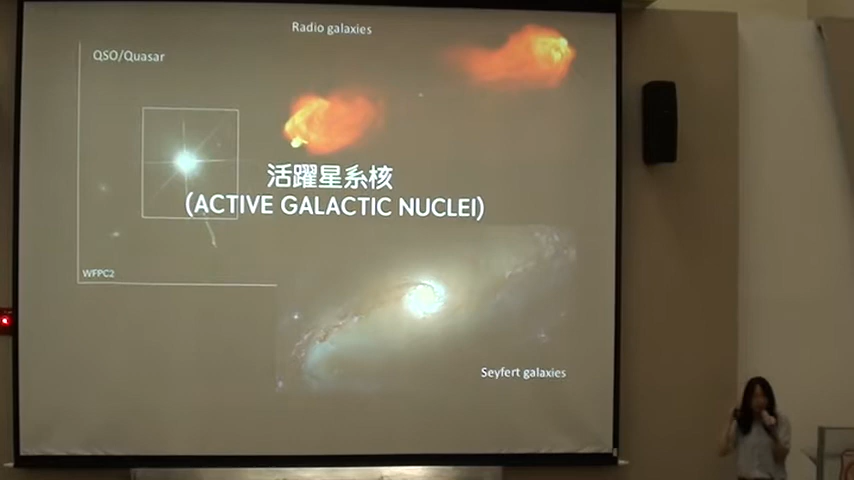 Radio galaxies
QSO/Quasar
活躍星系核
(ACTIVE GALACTIC NUCLEI)
WFPC2
Seyfert galaxies